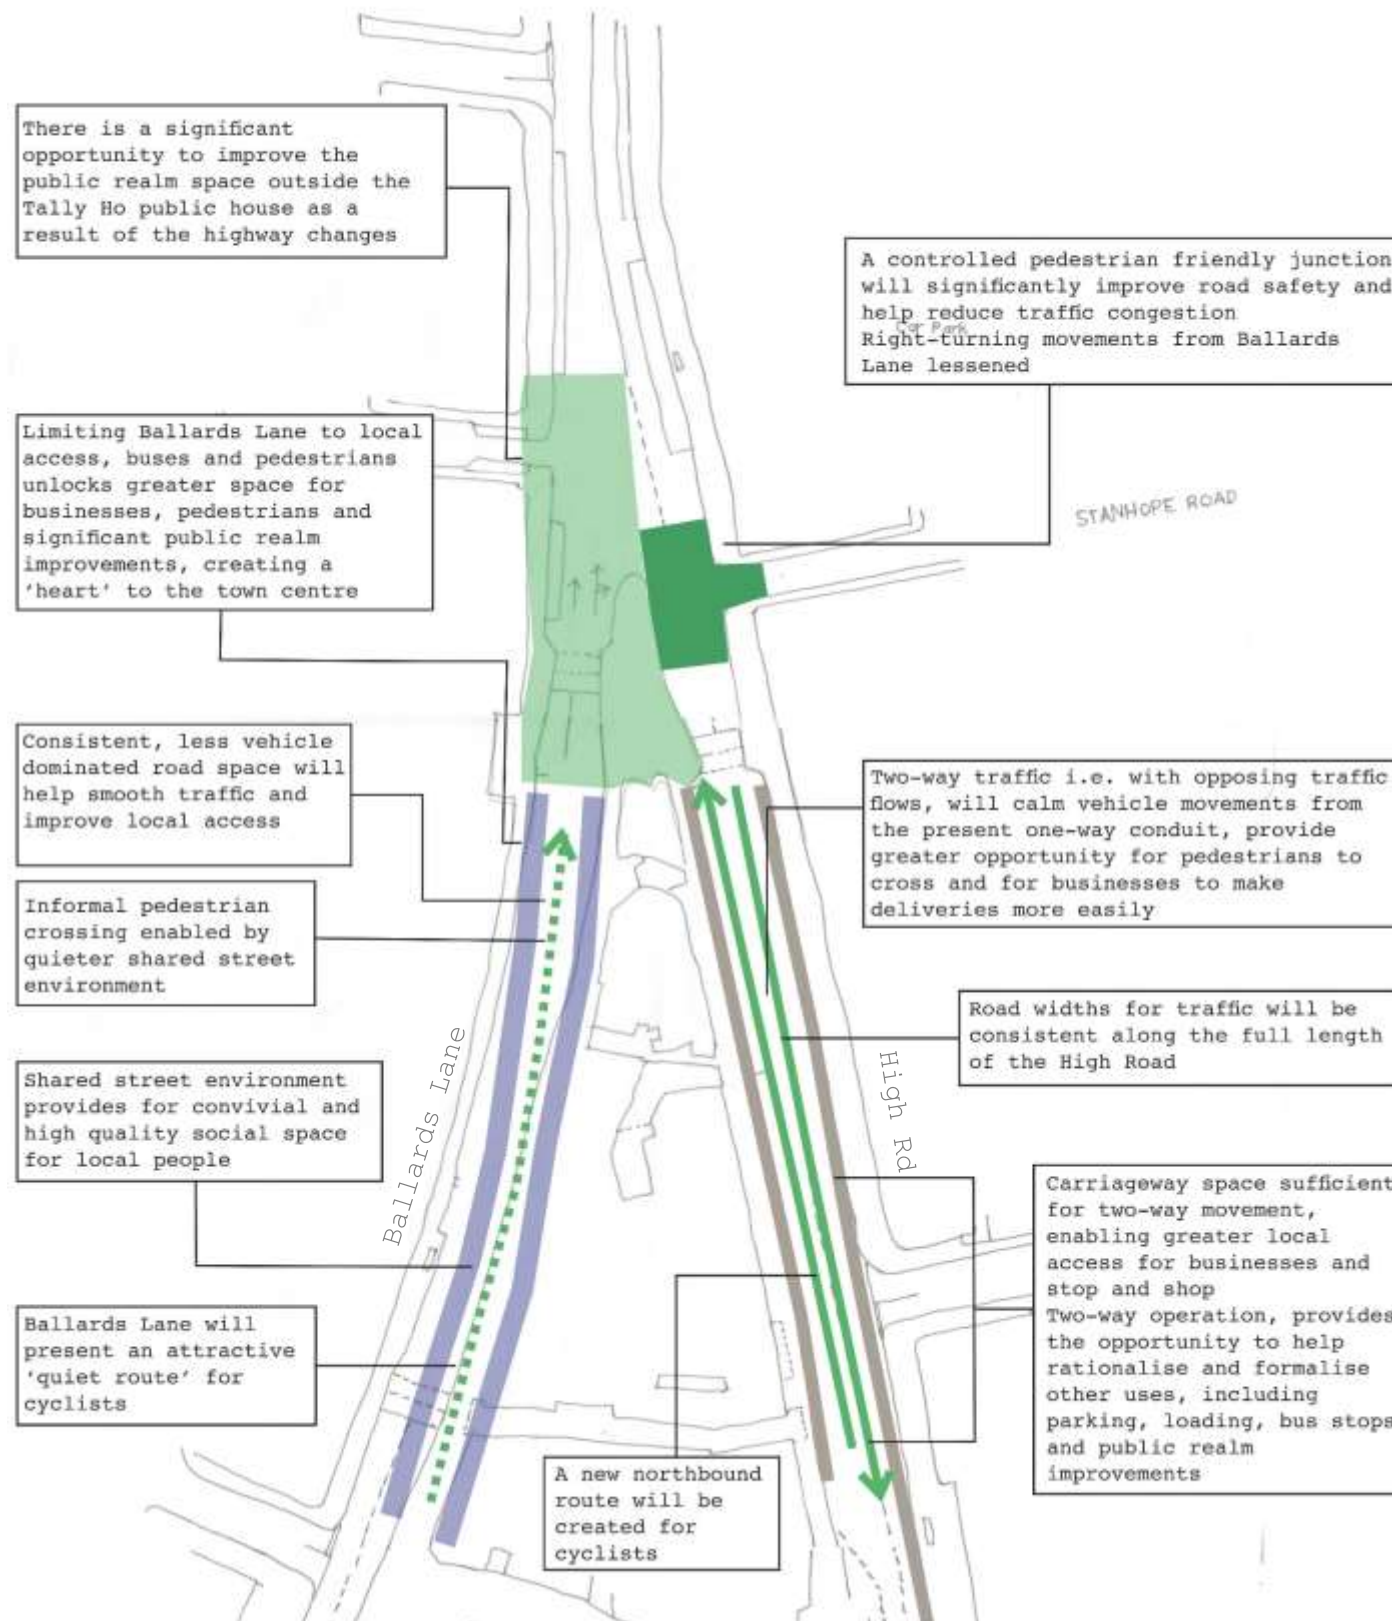 There is a significant
opportunity to improve the
public realm space outside the
Tally Ho public house as a
result of the highway changes
A controlled pedestrian friendly junction
will significantly improve road safety and
help reduce traffic congestion
Car Park
Right-turning movements from Ballards
Lane lessened
Limiting Ballards Lane to local
access, buses and pedestrians
unlocks greater space for
businesses, pedestrians and
significant public realm
improvements, creating a
‘heart’ to the town centre
STANHOPE ROAD
Consistent, less vehicle
dominated road space will
help smooth traffic and
improve local access
Two-way traffic i.e. with opposing traffic
flows, will calm vehicle movements from
the present one-way conduit, provide
greater opportunity for pedestrians to
cross and for businesses to make
deliveries more easily
Informal pedestrian
crossing enabled by
quieter shared street
environment
Road widths for traffic will be
consistent along the full length
of the High Road
Ballards Lane
High Rd
Shared street environment
provides for convivial and
high quality social space
for local people
Carriageway space sufficient
for two-way movement,
enabling greater local
access for businesses and
stop and shop
Two-way operation, provides
the opportunity to help
rationalise and formalise
other uses, including
parking, loading, bus stops
and public realm
improvements
Ballards Lane will
present an attractive
‘quiet route’ for
cyclists
A new northbound
route will be
created for
cyclists